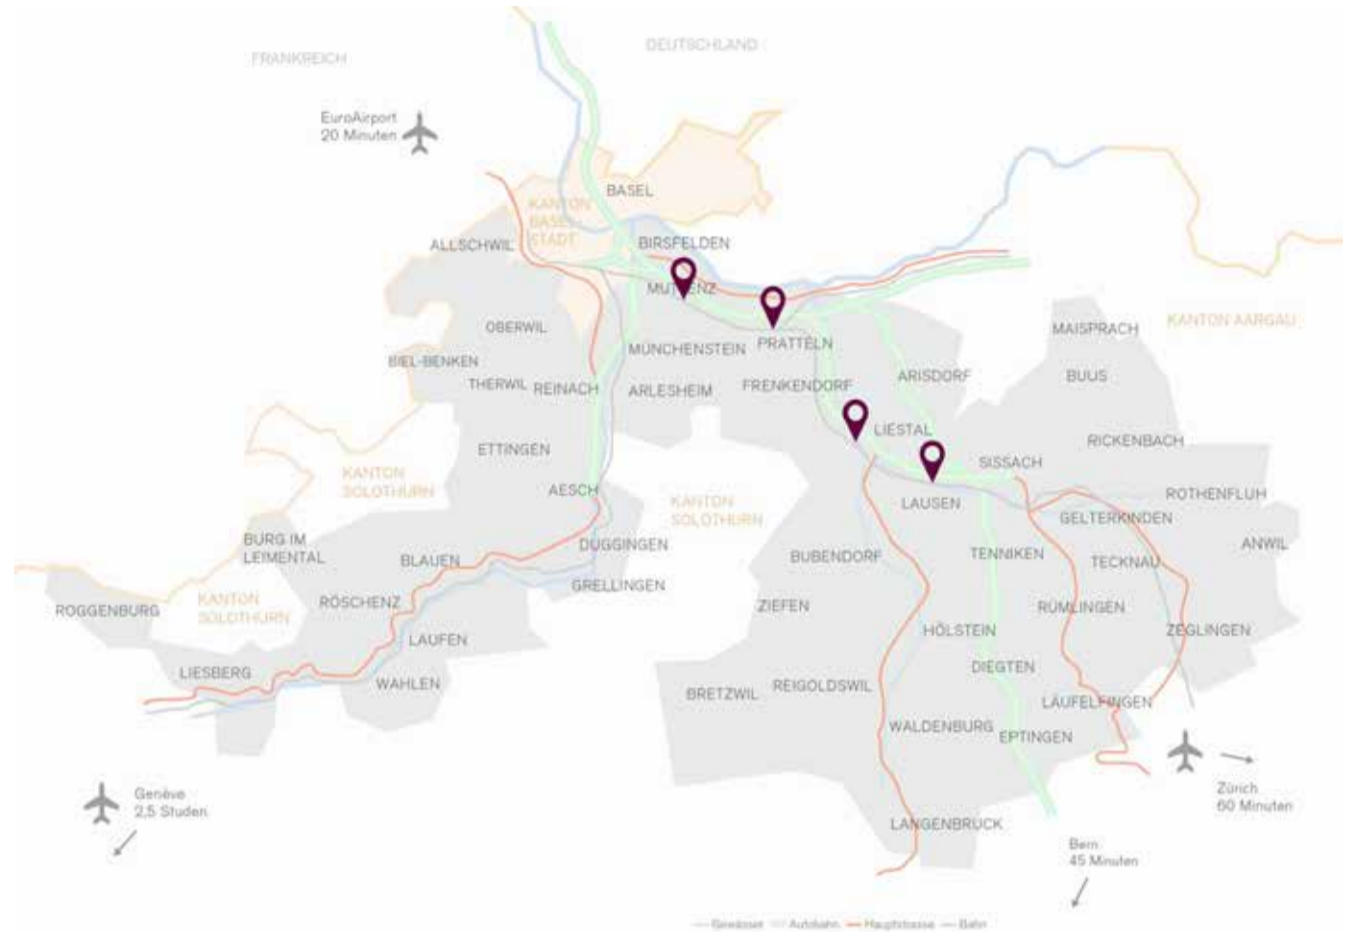 FRANKREICH
DEUTSCHLAND
EuroAirport
20 Minuten
BASEL
KANTON
BASEL-
STADT
ALLSCHWIL
BIRSFELDEN
MUTTENZ
KANTON AARGAU
MAISPRACH
OBERWIL
MÜNCHENSTEIN
PRATTELN
BIEL-BENKEN
THERWIL
REINACH
ARLESHEIM
FRENKENDORF
ARISDORF
BUUS
LIESTAL
RICKENBACH
ETTINGEN
SISSACH
KANTON
SOLOTHURN
AESCH
KANTON
SOLOTHURN
LAUSEN
ROTHENFLUH
GELTERKINDEN
BURG IM
LEIMENTAL
BLAUEN
DUGGINGEN
BUBENDORF
TENNIKEN
TECKNAU
ANWIL
GRELLINGEN
ROGGENBURG
KANTON
SOLOTHURN
RÖSCHENZ
ZIEFEN
RÜMLINGEN
LAUFEN
HÖLSTEIN
ZEGLINGEN
LIESBERG
WAHLEN
DIEGTEN
BRETZWIL
REIGOLDSWIL
LÄUFELFINGEN
WALDENBURG
EPTINGEN
Genève
2,5 Studen
Zürich
60 Minuten
LANGENBRUCK
Bern
45 Minuten
Gewässer
Autobahn
Hauptstrasse
Bahn